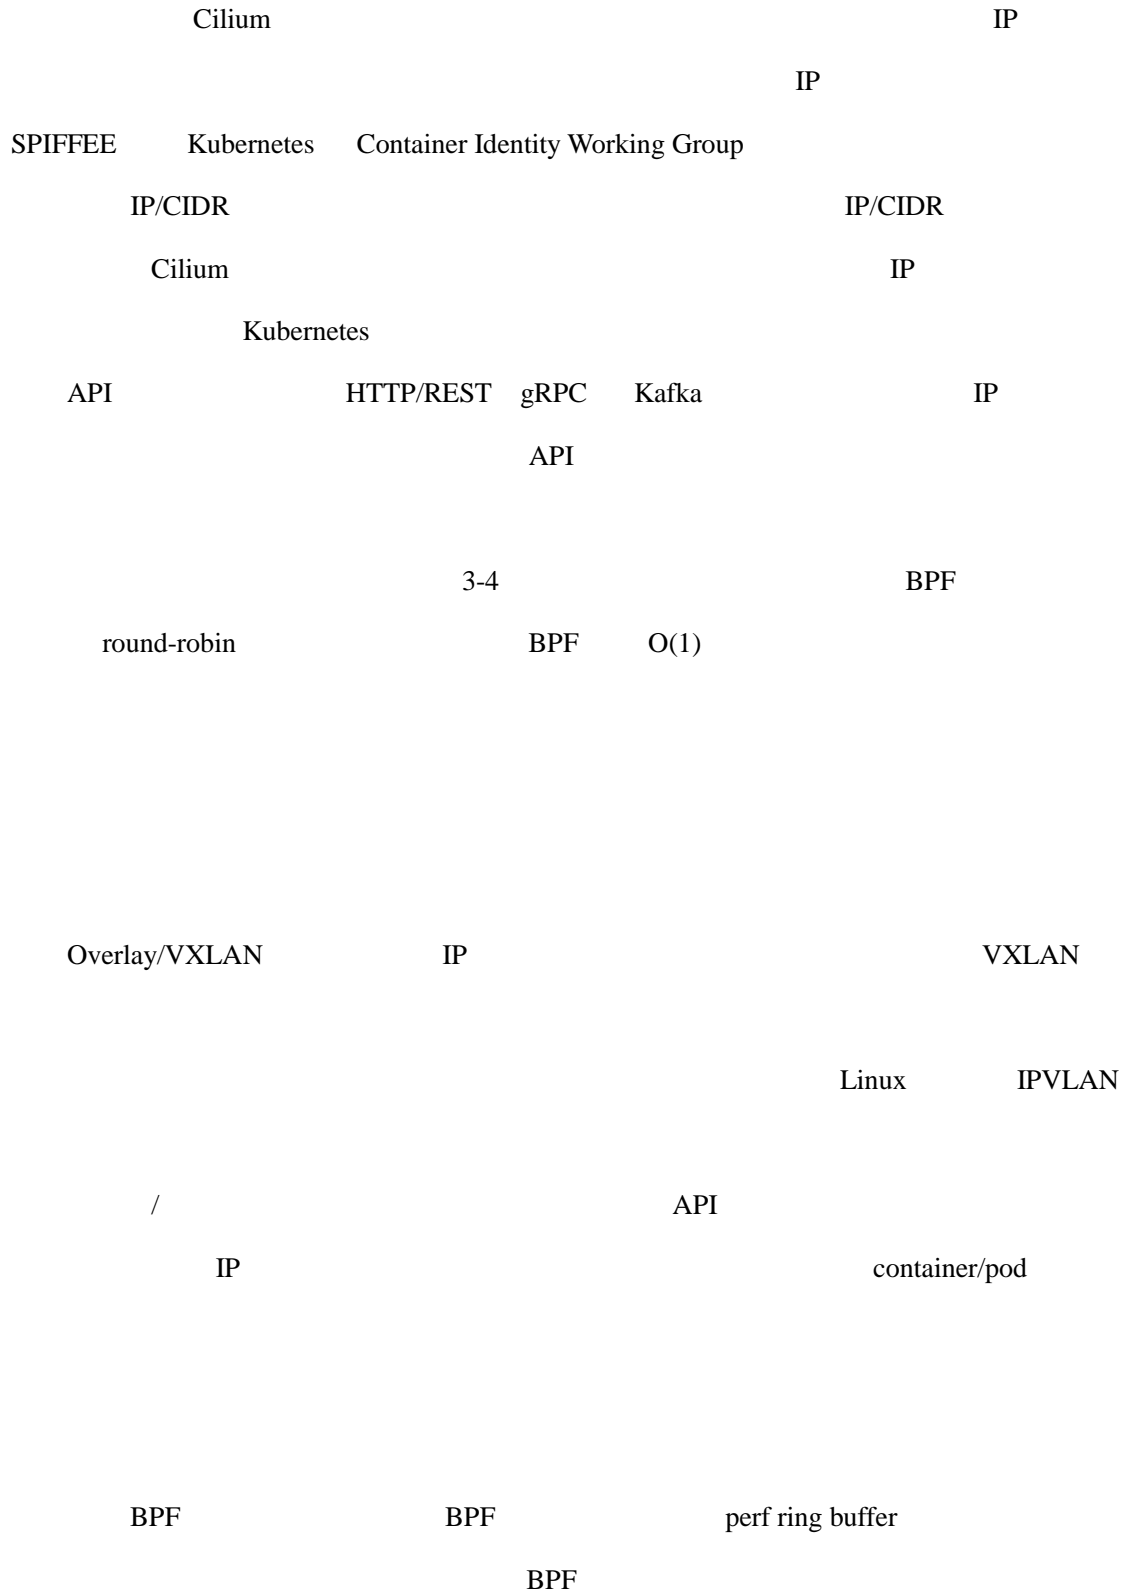 Cilium IP
IP
SPIFFEE Kubernetes Container Identity Working Group
IP/CIDR IP/CIDR
Cilium IP
Kubernetes
API HTTP/REST gRPC Kafka IP
API
3-4 BPF
round-robin BPF O(1)
Overlay/VXLAN IP VXLAN
Linux IPVLAN
/ API
IP container/pod
BPF BPF perf ring buffer
BPF